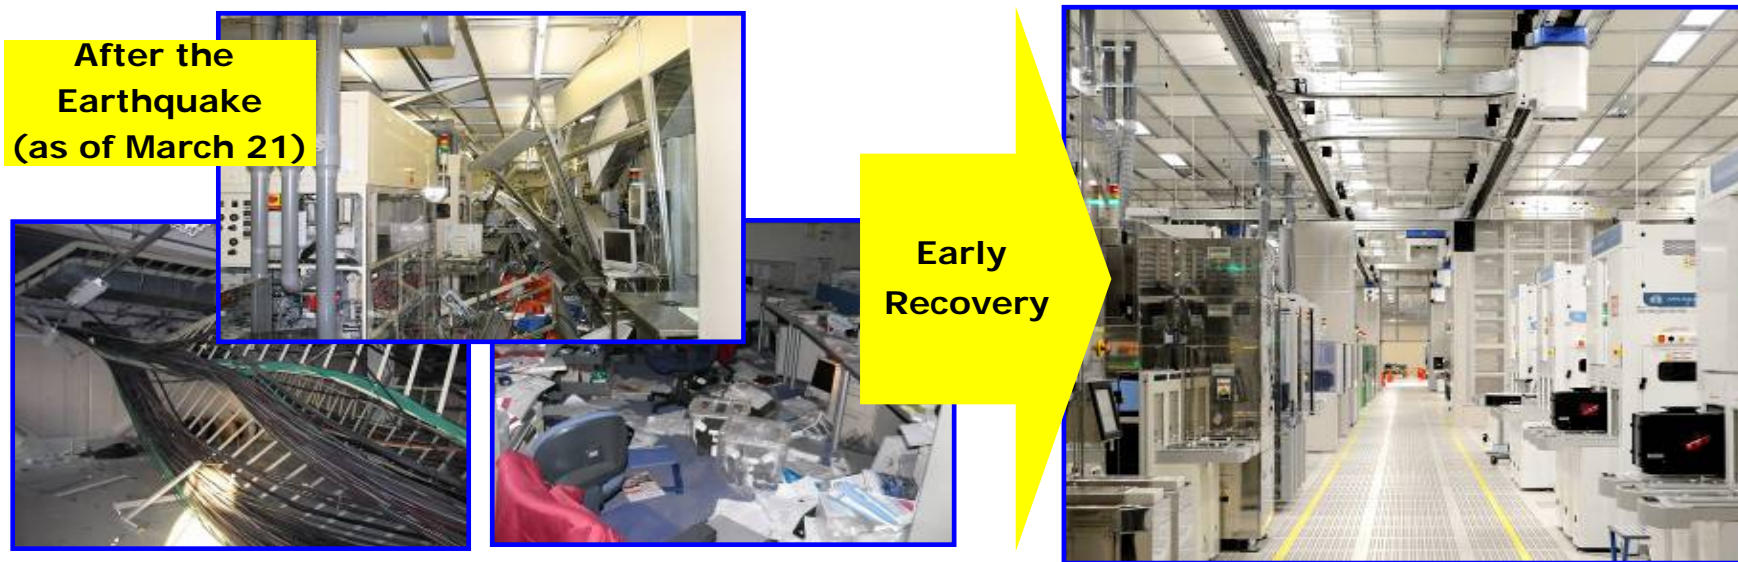 After the
Earthquake
(as of March 21)
Early
Recovery